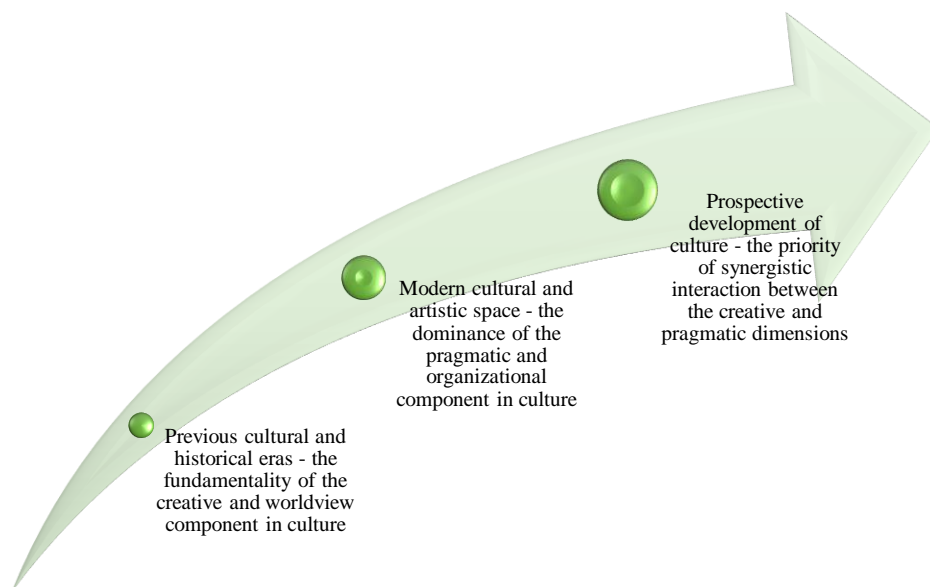 Previous cultural and
historical eras - the
fundamentality of the
creative and worldview
component in culture
Modern cultural and
artistic space - the
dominance of the
pragmatic and
organizational
component in culture
Prospective
development of
culture - the priority
of synergistic
interaction between
the creative and
pragmatic dimensions